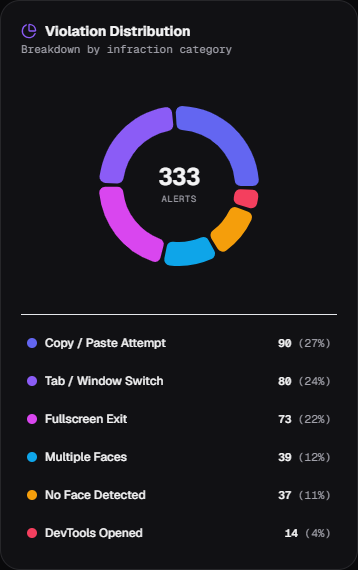 Violation Distribution
Breakdown by infraction category
333
ALERTS
Copy / Paste Attempt 90 (27%)
Tab / Window Switch 80 (24%)
Fullscreen Exit 73 (22%)
Multiple Faces 39 (12%)
No Face Detected 37 (11%)
DevTools Opened 14 (4%)